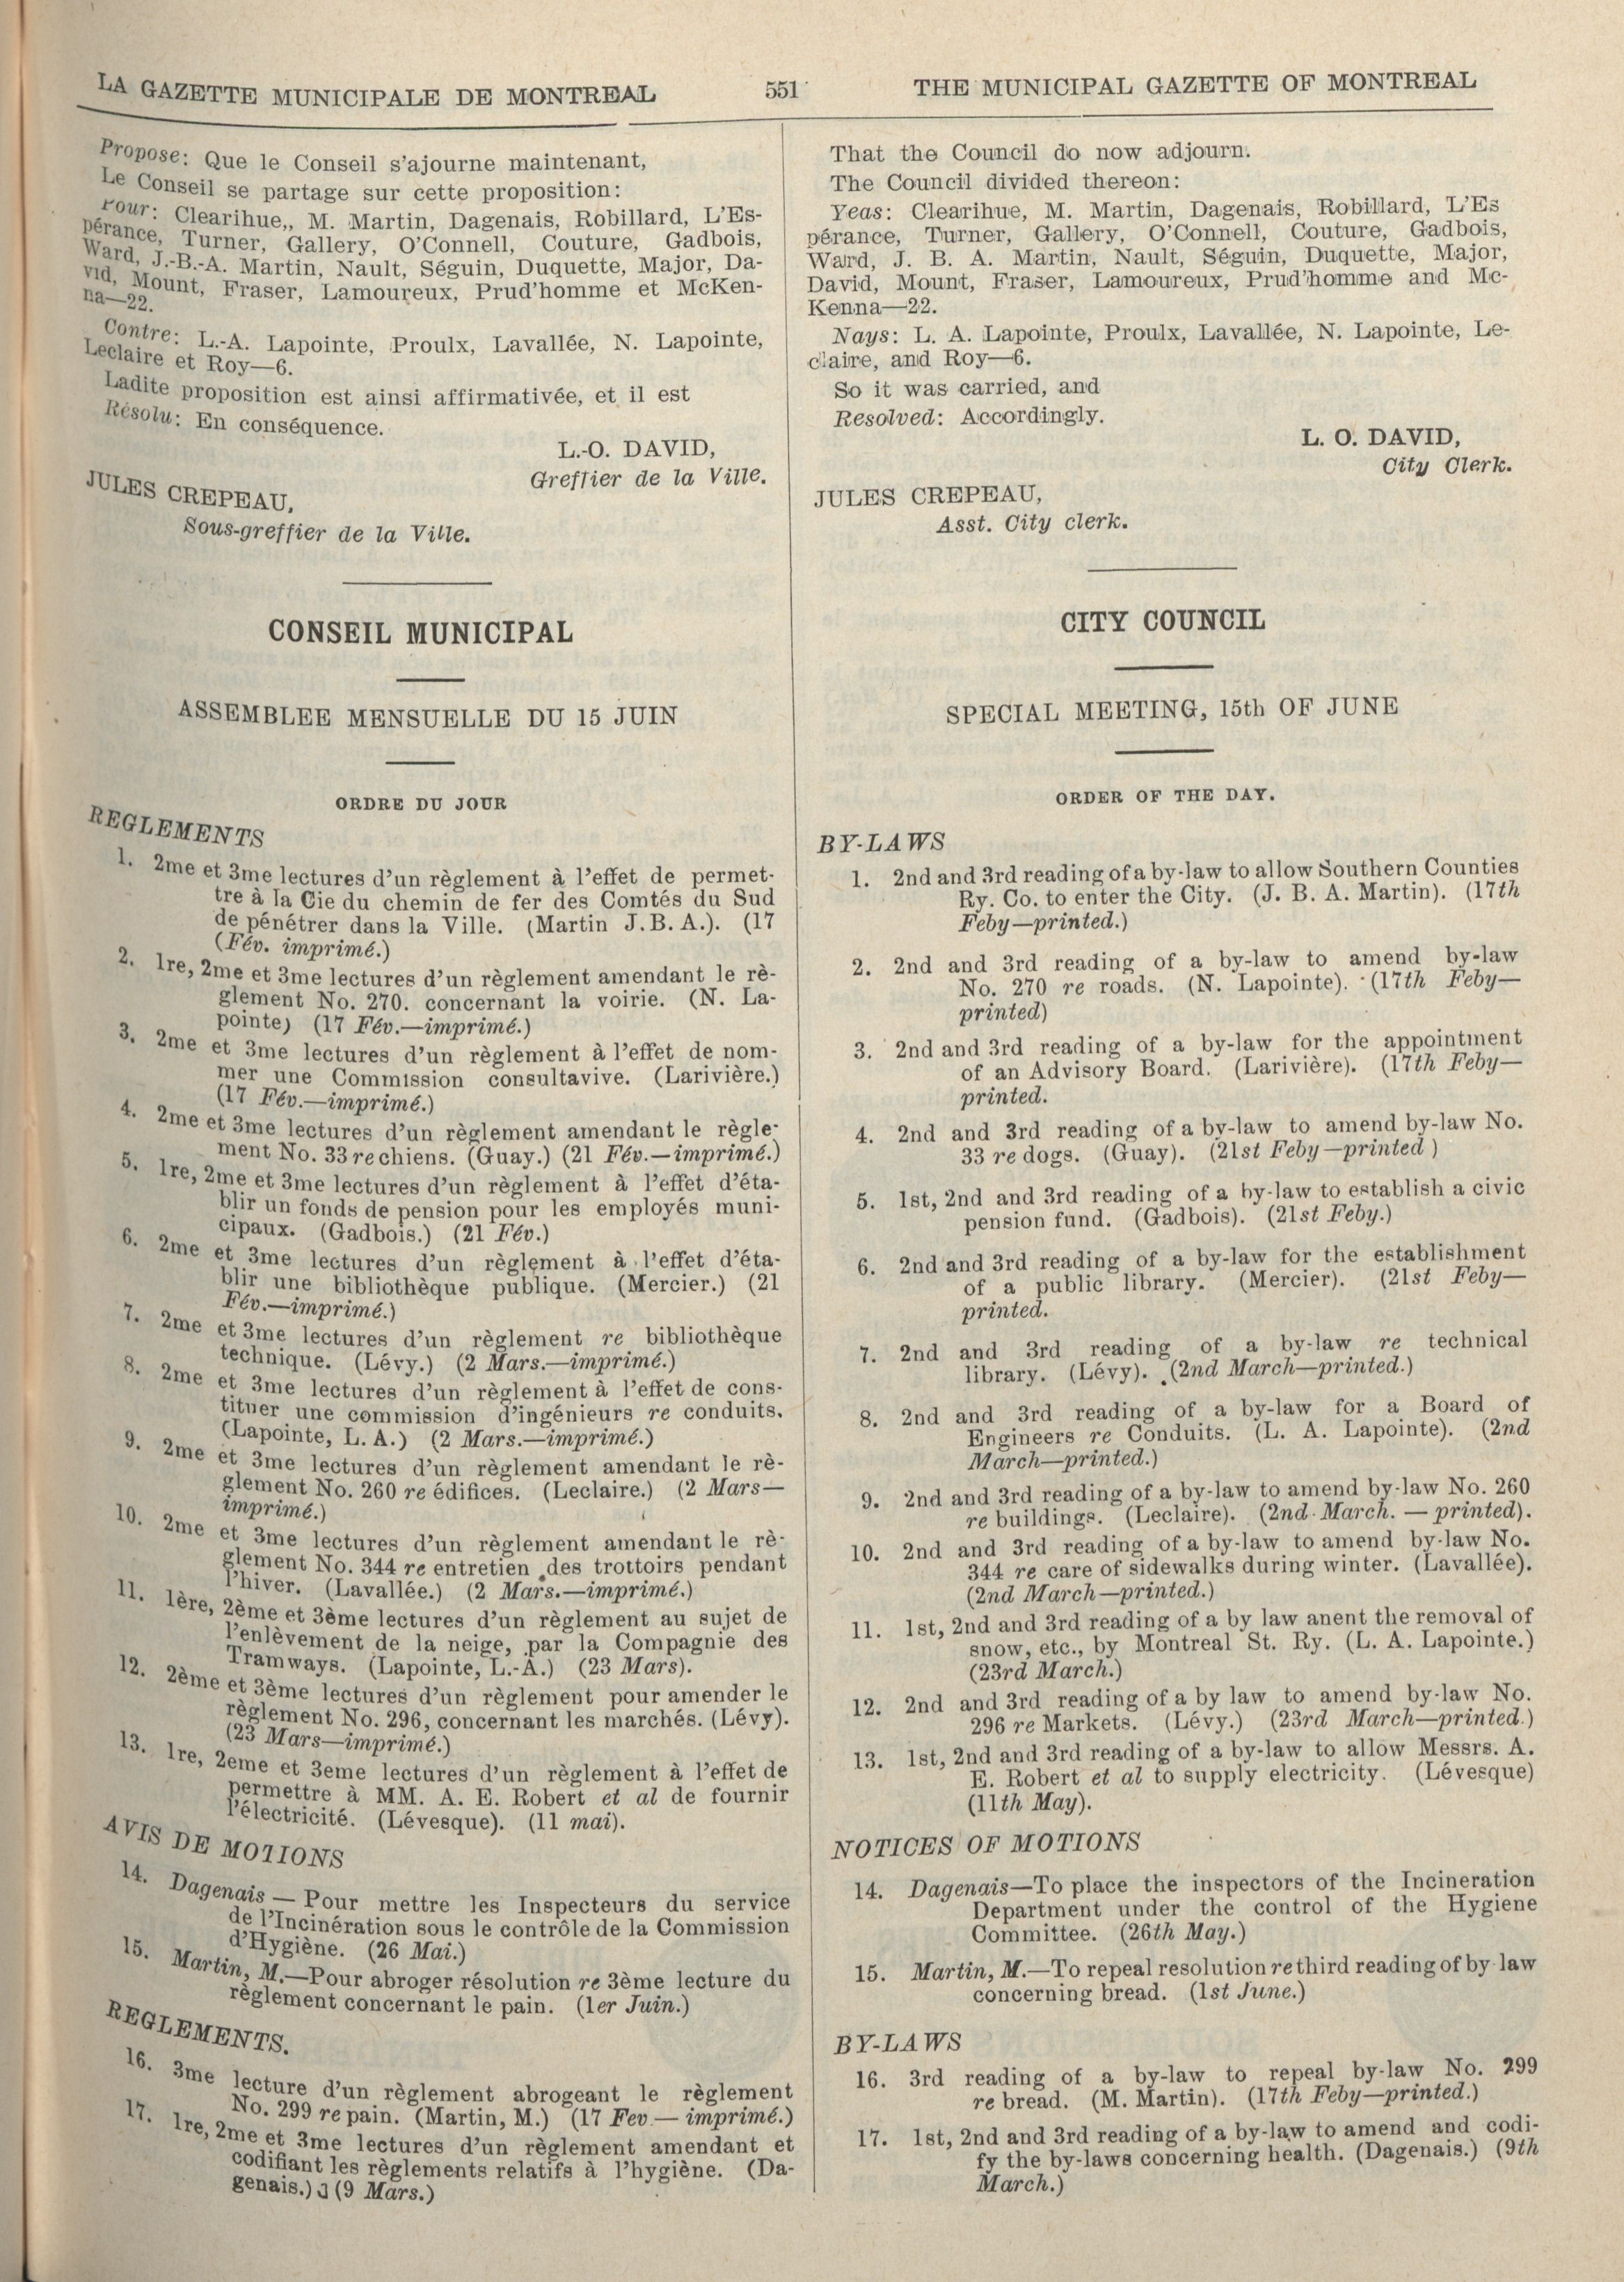 LA GAZETTE MUNICIPALE DE MONTREAL
551
THE MUNICIPAL GAZETTE OF MONTREAL
Propose: Que le Conseil s'ajourne maintenant,
Le Conseil se partage sur cette proposition:
Pour: Clearihue,, M. Martin, Dagenais, Robillard, L'Es-
pérance, Turner, Gallery, O'Connell, Couture, Gadbois,
Ward, J.-B.-A. Martin, Nault, Séguin, Duquette, Major, Da-
vid, Mount, Fraser, Lamoureux, Prud'homme et McKen-
na—22.
Contre: L.-A. Lapointe, Proulx, Lavallée, N. Lapointe,
Leclaire et Roy—6.
Ladite proposition est ainsi affirmativée, et il est
Résolu: En conséquence.
L.-O. DAVID,
Greffier de la Ville.
JULES CREPEAU,
Sous-greffier de la Ville.
CONSEIL MUNICIPAL
ASSEMBLEE MENSUELLE DU 15 JUIN
ORDRE DU JOUR
REGLEMENTS
1. 2me et 3me lectures d'un règlement à l'effet de permet-
tre à la Cie du chemin de fer des Comtés du Sud
de pénétrer dans la Ville. (Martin J. B. A.). (17
(Fév. imprimé.)
2. 1re, 2me et 3me lectures d'un règlement amendant le rè-
glement No. 270. concernant la voirie. (N. La-
pointe) (17 Fév.—imprimé.)
3. 2me et 3me lectures d'un règlement à l'effet de nom-
mer une Commission consultavive. (Larivière.)
(17 Fév.—imprimé.)
4. 2me et 3me lectures d'un règlement amendant le règle-
ment No. 33 re chiens. (Guay.) (21 Fév.—imprimé.)
5. 1re, 2me et 3me lectures d'un règlement à l'effet d'éta-
blir un fonds de pension pour les employés muni-
cipaux. (Gadbois.) (21 Fév.)
6. 2me et 3me lectures d'un règlement à l'effet d'éta-
blir une bibliothèque publique. (Mercier.) (21
Fév.—imprimé.)
7. 2me et 3me lectures d'un règlement re bibliothèque
technique. (Lévy.) (2 Mars.—imprimé.)
8. 2me et 3me lectures d'un règlement à l'effet de cons-
tituer une commission d'ingénieurs re conduits.
(Lapointe, L. A.) (2 Mars.—imprimé.)
9. 2me et 3me lectures d'un règlement amendant le rè-
glement No. 260 re édifices. (Leclaire.) (2 Mars—
imprimé.)
10. 2me et 3me lectures d'un règlement amendant le rè-
glement No. 344 re entretien des trottoirs pendant
l'hiver. (Lavallée.) (2 Mars.—imprimé.)
11. 1ère, 2ème et 3ème lectures d'un règlement au sujet de
l'enlèvement de la neige, par la Compagnie des
Tramways. (Lapointe, L.-A.) (23 Mars).
12. 2ème et 3ème lectures d'un règlement pour amender le
règlement No. 296, concernant les marchés. (Lévy).
(23 Mars—imprimé.)
13. 1re, 2eme et 3eme lectures d'un règlement à l'effet de
permettre à MM. A. E. Robert et al de fournir
l'électricité. (Lévesque). (11 mai).
AVIS DE MOTIONS
14. Dagenais — Pour mettre les Inspecteurs du service
de l'Incinération sous le contrôle de la Commission
d'Hygiène. (26 Mai.)
15. Martin, M.—Pour abroger résolution re 3ème lecture du
règlement concernant le pain. (1er Juin.)
REGLEMENTS.
16. 3me lecture d'un règlement abrogeant le règlement
No. 299 re pain. (Martin, M.) (17 Fev.— imprimé.)
17. 1re, 2me et 3me lectures d'un règlement amendant et
codifiant les règlements relatifs à l'hygiène. (Da-
genais.) (9 Mars.)
That the Council do now adjourn.
The Council divided thereon:
Yeas: Clearihue, M. Martin, Dagenais, Robillard, L'Es
pérance, Turner, Gallery, O'Connell, Couture, Gadbois,
Ward, J. B. A. Martin, Nault, Séguin, Duquette, Major,
David, Mount, Fraser, Lamoureux, Prud'homme and Mc-
Kenna—22.
Nays: L. A. Lapointe, Proulx, Lavallée, N. Lapointe, Le-
claire, and Roy—6.
So it was carried, and
Resolved: Accordingly.
L. O. DAVID,
City Clerk.
JULES CREPEAU,
Asst. City clerk.
CITY COUNCIL
SPECIAL MEETING, 15th OF JUNE
ORDER OF THE DAY.
BY-LAWS
1. 2nd and 3rd reading of a by-law to allow Southern Counties
Ry. Co. to enter the City. (J. B. A. Martin). (17th
Feby—printed.)
2. 2nd and 3rd reading of a by-law to amend by-law
No. 270 re roads. (N. Lapointe). (17th Feby—
printed)
3. 2nd and 3rd reading of a by-law for the appointment
of an Advisory Board. (Larivière). (17th Feby—
printed.
4. 2nd and 3rd reading of a by-law to amend by-law No.
33 re dogs. (Guay). (21st Feby—printed )
5. 1st, 2nd and 3rd reading of a by-law to establish a civic
pension fund. (Gadbois). (21st Feby.)
6. 2nd and 3rd reading of a by-law for the establishment
of a public library. (Mercier). (21st Feby—
printed.
7. 2nd and 3rd reading of a by-law re technical
library. (Lévy). (2nd March—printed.)
8. 2nd and 3rd reading of a by-law for a Board of
Engineers re Conduits. (L. A. Lapointe). (2nd
March—printed.)
9. 2nd and 3rd reading of a by-law to amend by-law No. 260
re buildings. (Leclaire). (2nd March. — printed).
10. 2nd and 3rd reading of a by-law to amend by-law No.
344 re care of sidewalks during winter. (Lavallée).
(2nd March—printed.)
11. 1st, 2nd and 3rd reading of a by law anent the removal of
snow, etc., by Montreal St. Ry. (L. A. Lapointe.)
(23rd March.)
12. 2nd and 3rd reading of a by law to amend by-law No.
296 re Markets. (Lévy.) (23rd March—printed.)
13. 1st, 2nd and 3rd reading of a by-law to allow Messrs. A.
E. Robert et al to supply electricity. (Lévesque)
(11th May).
NOTICES OF MOTIONS
14. Dagenais—To place the inspectors of the Incineration
Department under the control of the Hygiene
Committee. (26th May.)
15. Martin, M.—To repeal resolution re third reading of by law
concerning bread. (1st June.)
BY-LAWS
16. 3rd reading of a by-law to repeal by-law No. 299
re bread. (M. Martin). (17th Feby—printed.)
17. 1st, 2nd and 3rd reading of a by-law to amend and codi-
fy the by-laws concerning health. (Dagenais.) (9th
March.)